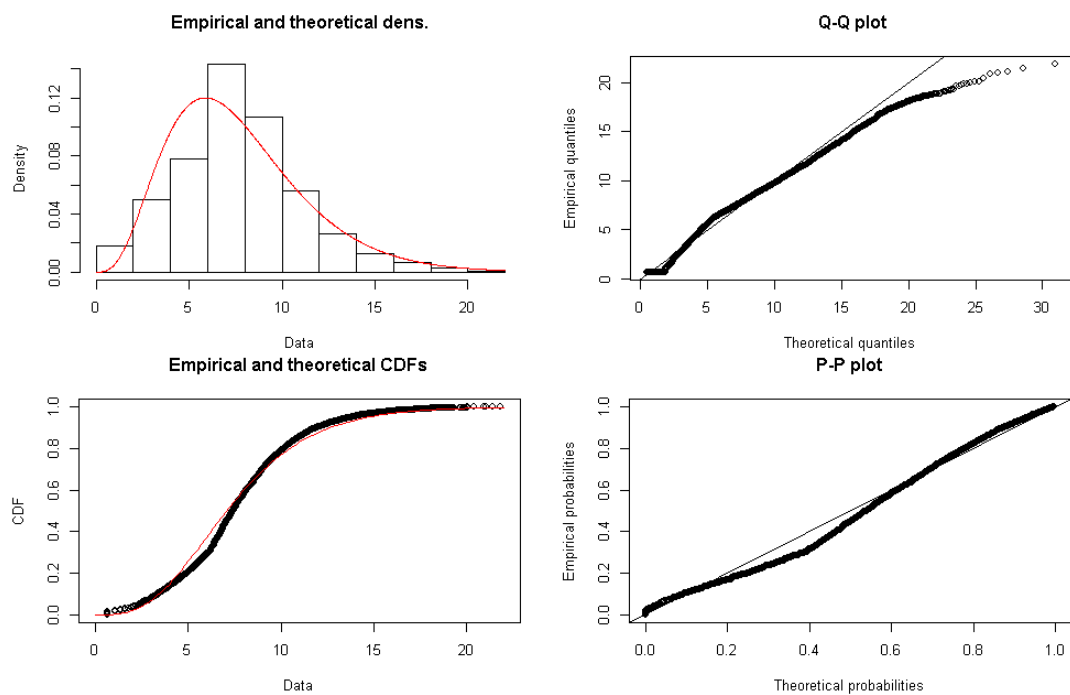 Empirical and theoretical dens.
Density
0.00
0.04
0.08
0.12
0 5 10 15 20
Data
Q-Q plot
Empirical quantiles
0
5
10
15
20
0 5 10 15 20 25 30
Theoretical quantiles
Empirical and theoretical CDFs
CDF
0.0
0.2
0.4
0.6
0.8
1.0
0 5 10 15 20
Data
P-P plot
Empirical probabilities
0.0
0.2
0.4
0.6
0.8
1.0
0.0 0.2 0.4 0.6 0.8 1.0
Theoretical probabilities